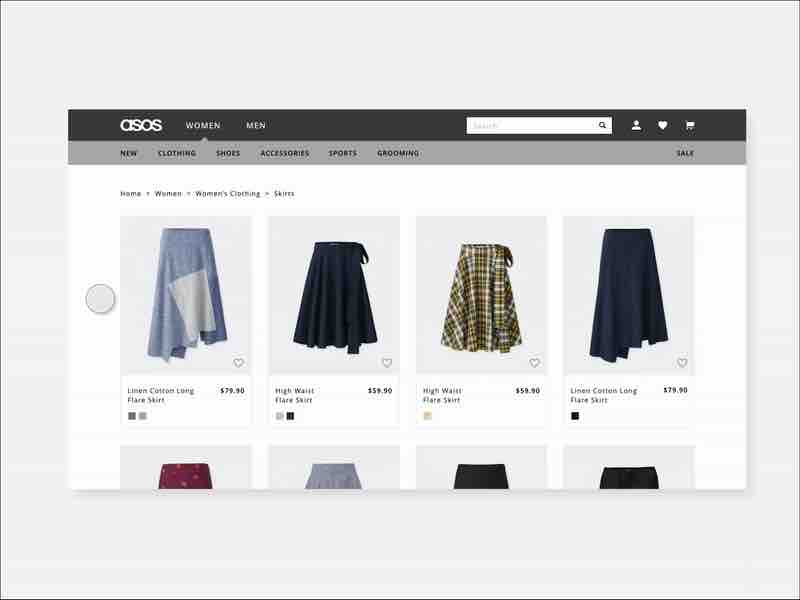 asos WOMEN MEN Search
NEW CLOTHING SHOES ACCESSORIES SPORTS GROOMING SALE
Home > Women > Women's Clothing > Skirts
Linen Cotton Long $79.90
Flare Skirt
High Waist $59.90
Flare Skirt
High Waist $59.90
Flare Skirt
Linen Cotton Long $79.90
Flare Skirt